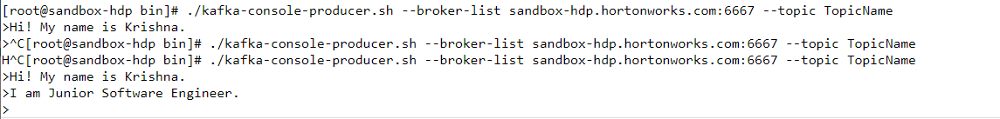 [root@sandbox-hdp bin]# ./kafka-console-producer.sh --broker-list sandbox-hdp.hortonworks.com:6667 --topic TopicName
>Hi! My name is Krishna.
>^C[root@sandbox-hdp bin]# ./kafka-console-producer.sh --broker-list sandbox-hdp.hortonworks.com:6667 --topic TopicName
H^C[root@sandbox-hdp bin]# ./kafka-console-producer.sh --broker-list sandbox-hdp.hortonworks.com:6667 --topic TopicName
>Hi! My name is Krishna.
>I am Junior Software Engineer.
>